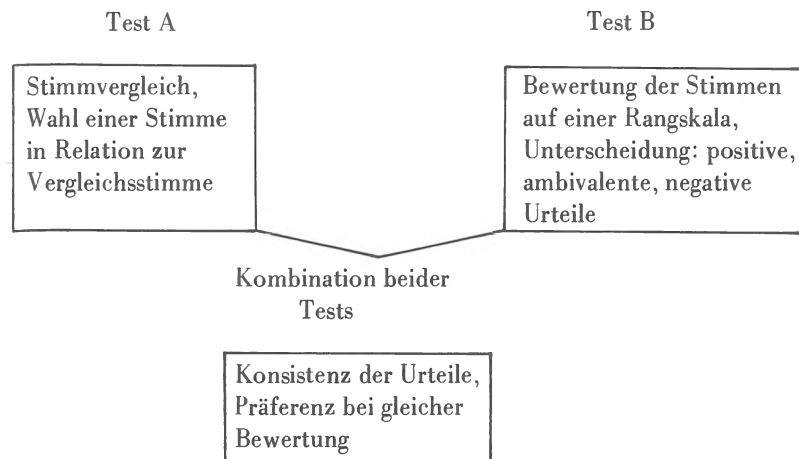 Test A
Stimmvergleich,
Wahl einer Stimme
in Relation zur
Vergleichsstimme
Test B
Bewertung der Stimmen
auf einer Rangskala,
Unterscheidung: positive,
ambivalente, negative
Urteile
Kombination beider
Tests
Konsistenz der Urteile,
Präferenz bei gleicher
Bewertung